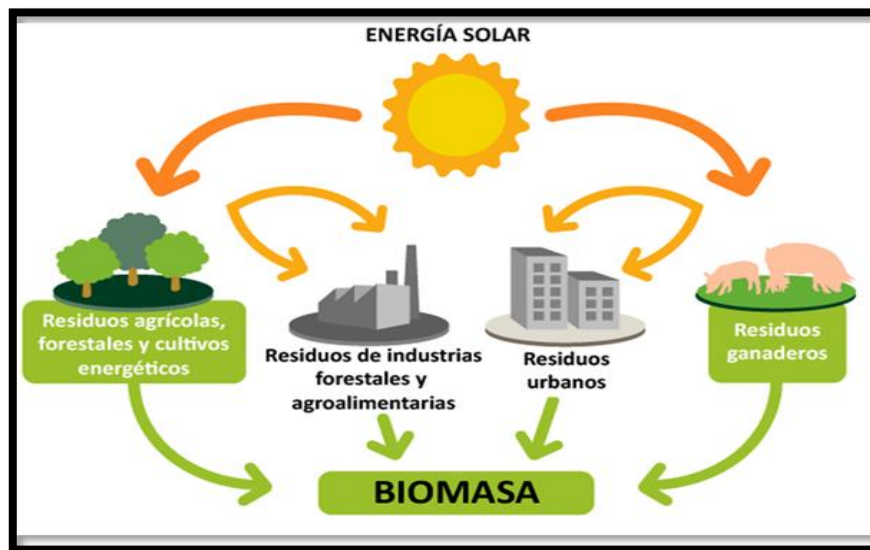 ENERGÍA SOLAR
Residuos agrícolas,
forestales y cultivos
energéticos
Residuos de industrias
forestales y
agroalimentarias
Residuos
urbanos
Residuos
ganaderos
BIOMASA